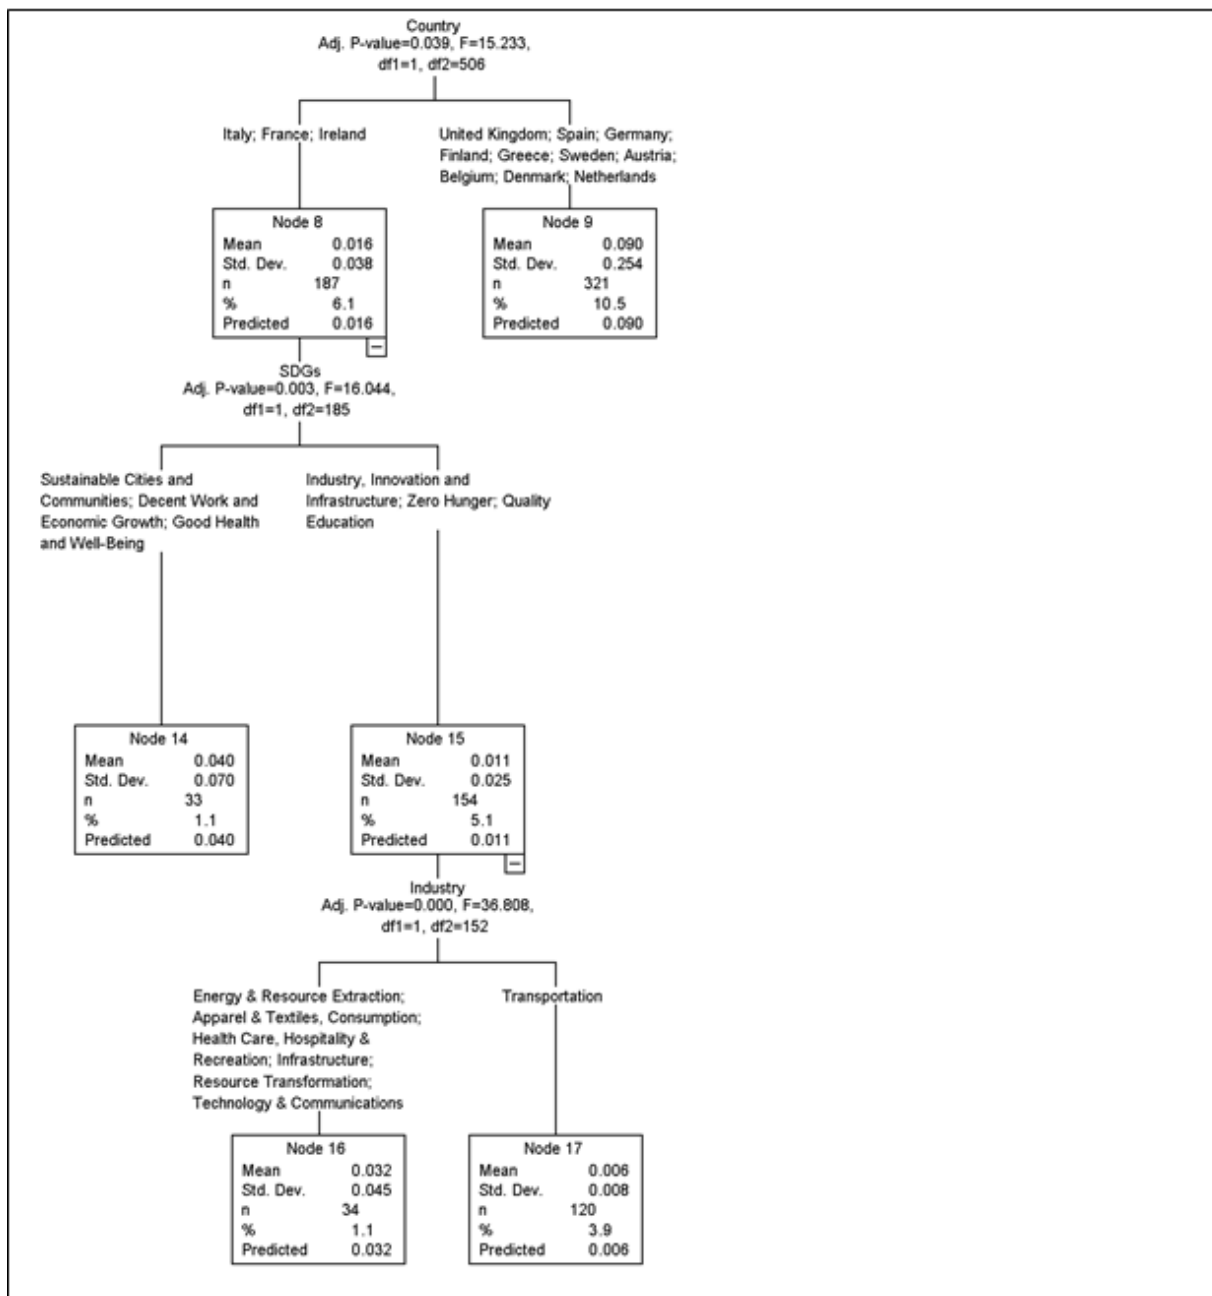 Country
Adj. P-value=0.039, F=15.233,
df1=1, df2=506
Italy; France; Ireland
United Kingdom; Spain; Germany;
Finland; Greece; Sweden; Austria;
Belgium; Denmark; Netherlands
Node 8
Mean 0.016
Std. Dev. 0.038
n 187
% 6.1
Predicted 0.016
Node 9
Mean 0.090
Std. Dev. 0.254
n 321
% 10.5
Predicted 0.090
SDGs
Adj. P-value=0.003, F=16.044,
df1=1, df2=185
Sustainable Cities and
Communities; Decent Work and
Economic Growth; Good Health
and Well-Being
Industry, Innovation and
Infrastructure; Zero Hunger; Quality
Education
Node 14
Mean 0.040
Std. Dev. 0.070
n 33
% 1.1
Predicted 0.040
Node 15
Mean 0.011
Std. Dev. 0.025
n 154
% 5.1
Predicted 0.011
Industry
Adj. P-value=0.000, F=36.808,
df1=1, df2=152
Energy & Resource Extraction;
Apparel & Textiles, Consumption;
Health Care, Hospitality &
Recreation; Infrastructure;
Resource Transformation;
Technology & Communications
Transportation
Node 16
Mean 0.032
Std. Dev. 0.045
n 34
% 1.1
Predicted 0.032
Node 17
Mean 0.006
Std. Dev. 0.008
n 120
% 3.9
Predicted 0.006